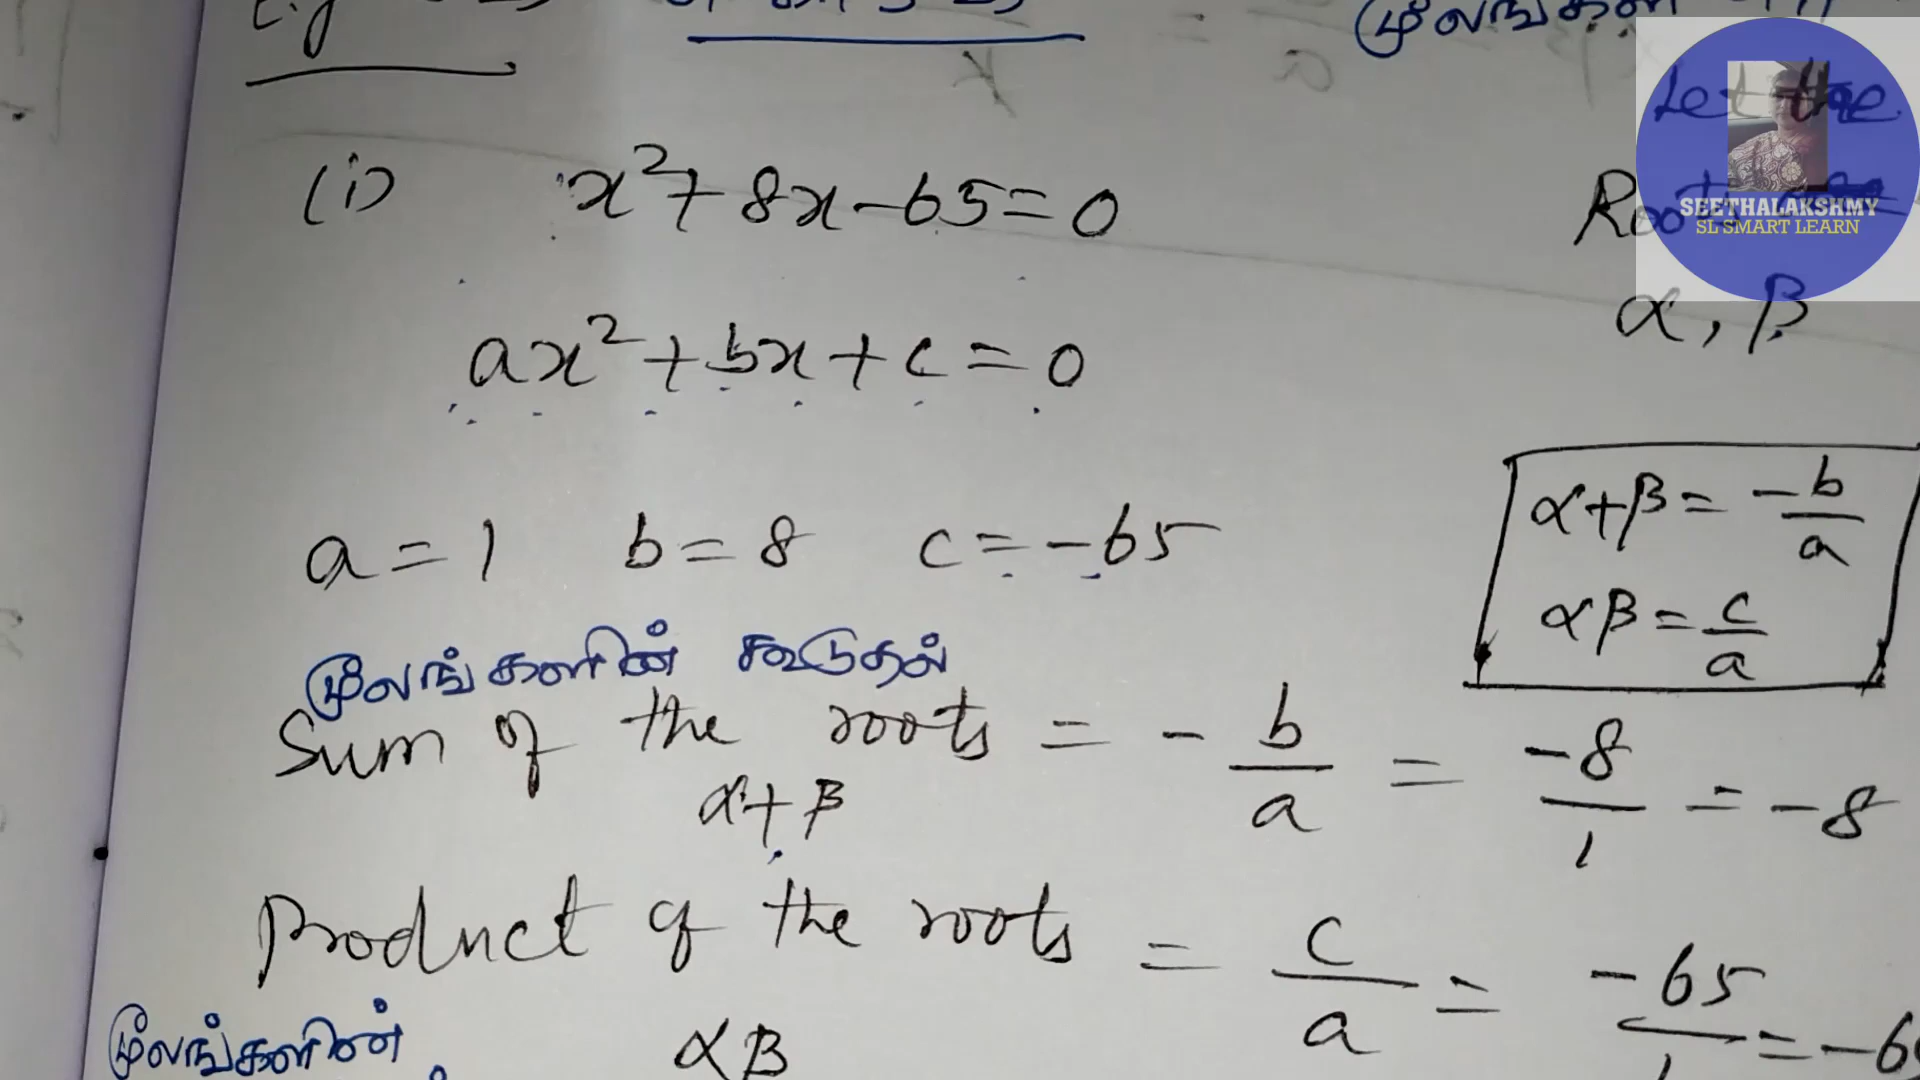 (i) x² + 8x - 65 = 0
Let the
Roots
α, β
ax² + bx + c = 0
a = 1 b = 8 c = -65
α+β = -b/a
αβ = c/a
மூலங்களின் கூடுதல்
Sum of the roots = - b/a = -8/1 = -8
α+β
Product of the roots = c/a = -65/1 = -6
மூலங்களின்
αβ
SEETHALAKSHMY
SL SMART LEARN